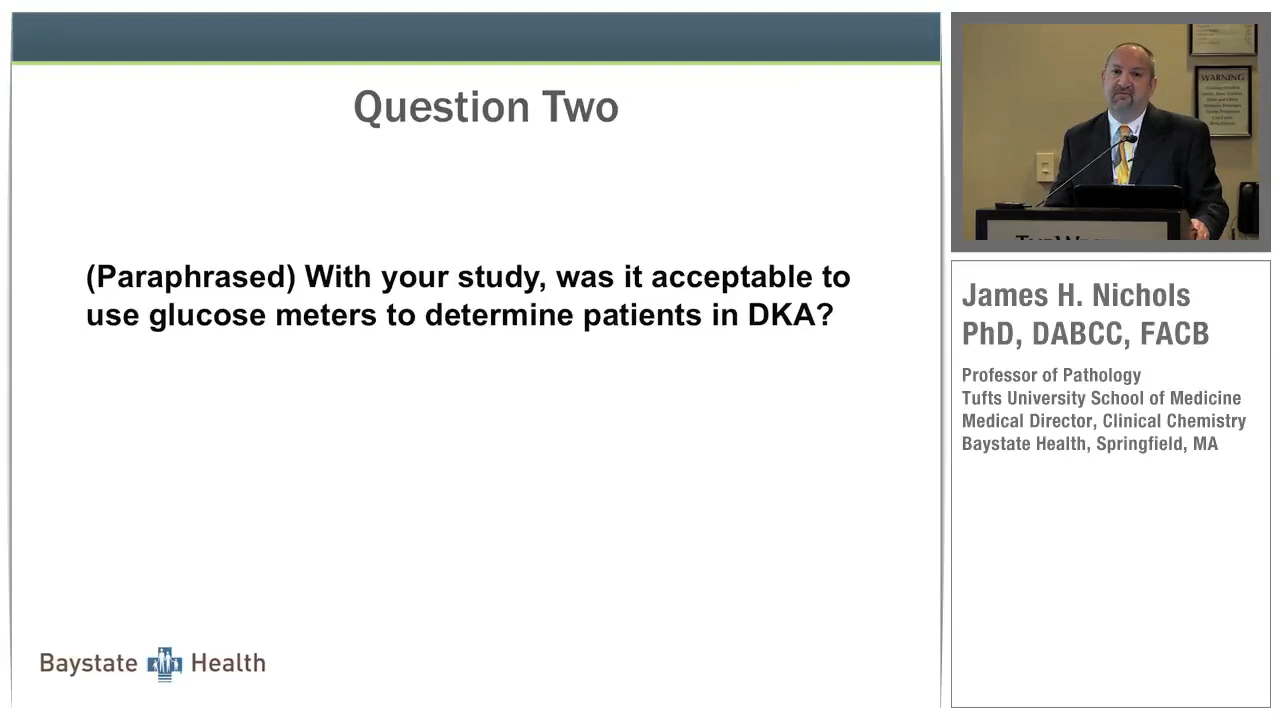 Question Two
(Paraphrased) With your study, was it acceptable to
use glucose meters to determine patients in DKA?
Baystate Health
WARNING
James H. Nichols
PhD, DABCC, FACB
Professor of Pathology
Tufts University School of Medicine
Medical Director, Clinical Chemistry
Baystate Health, Springfield, MA